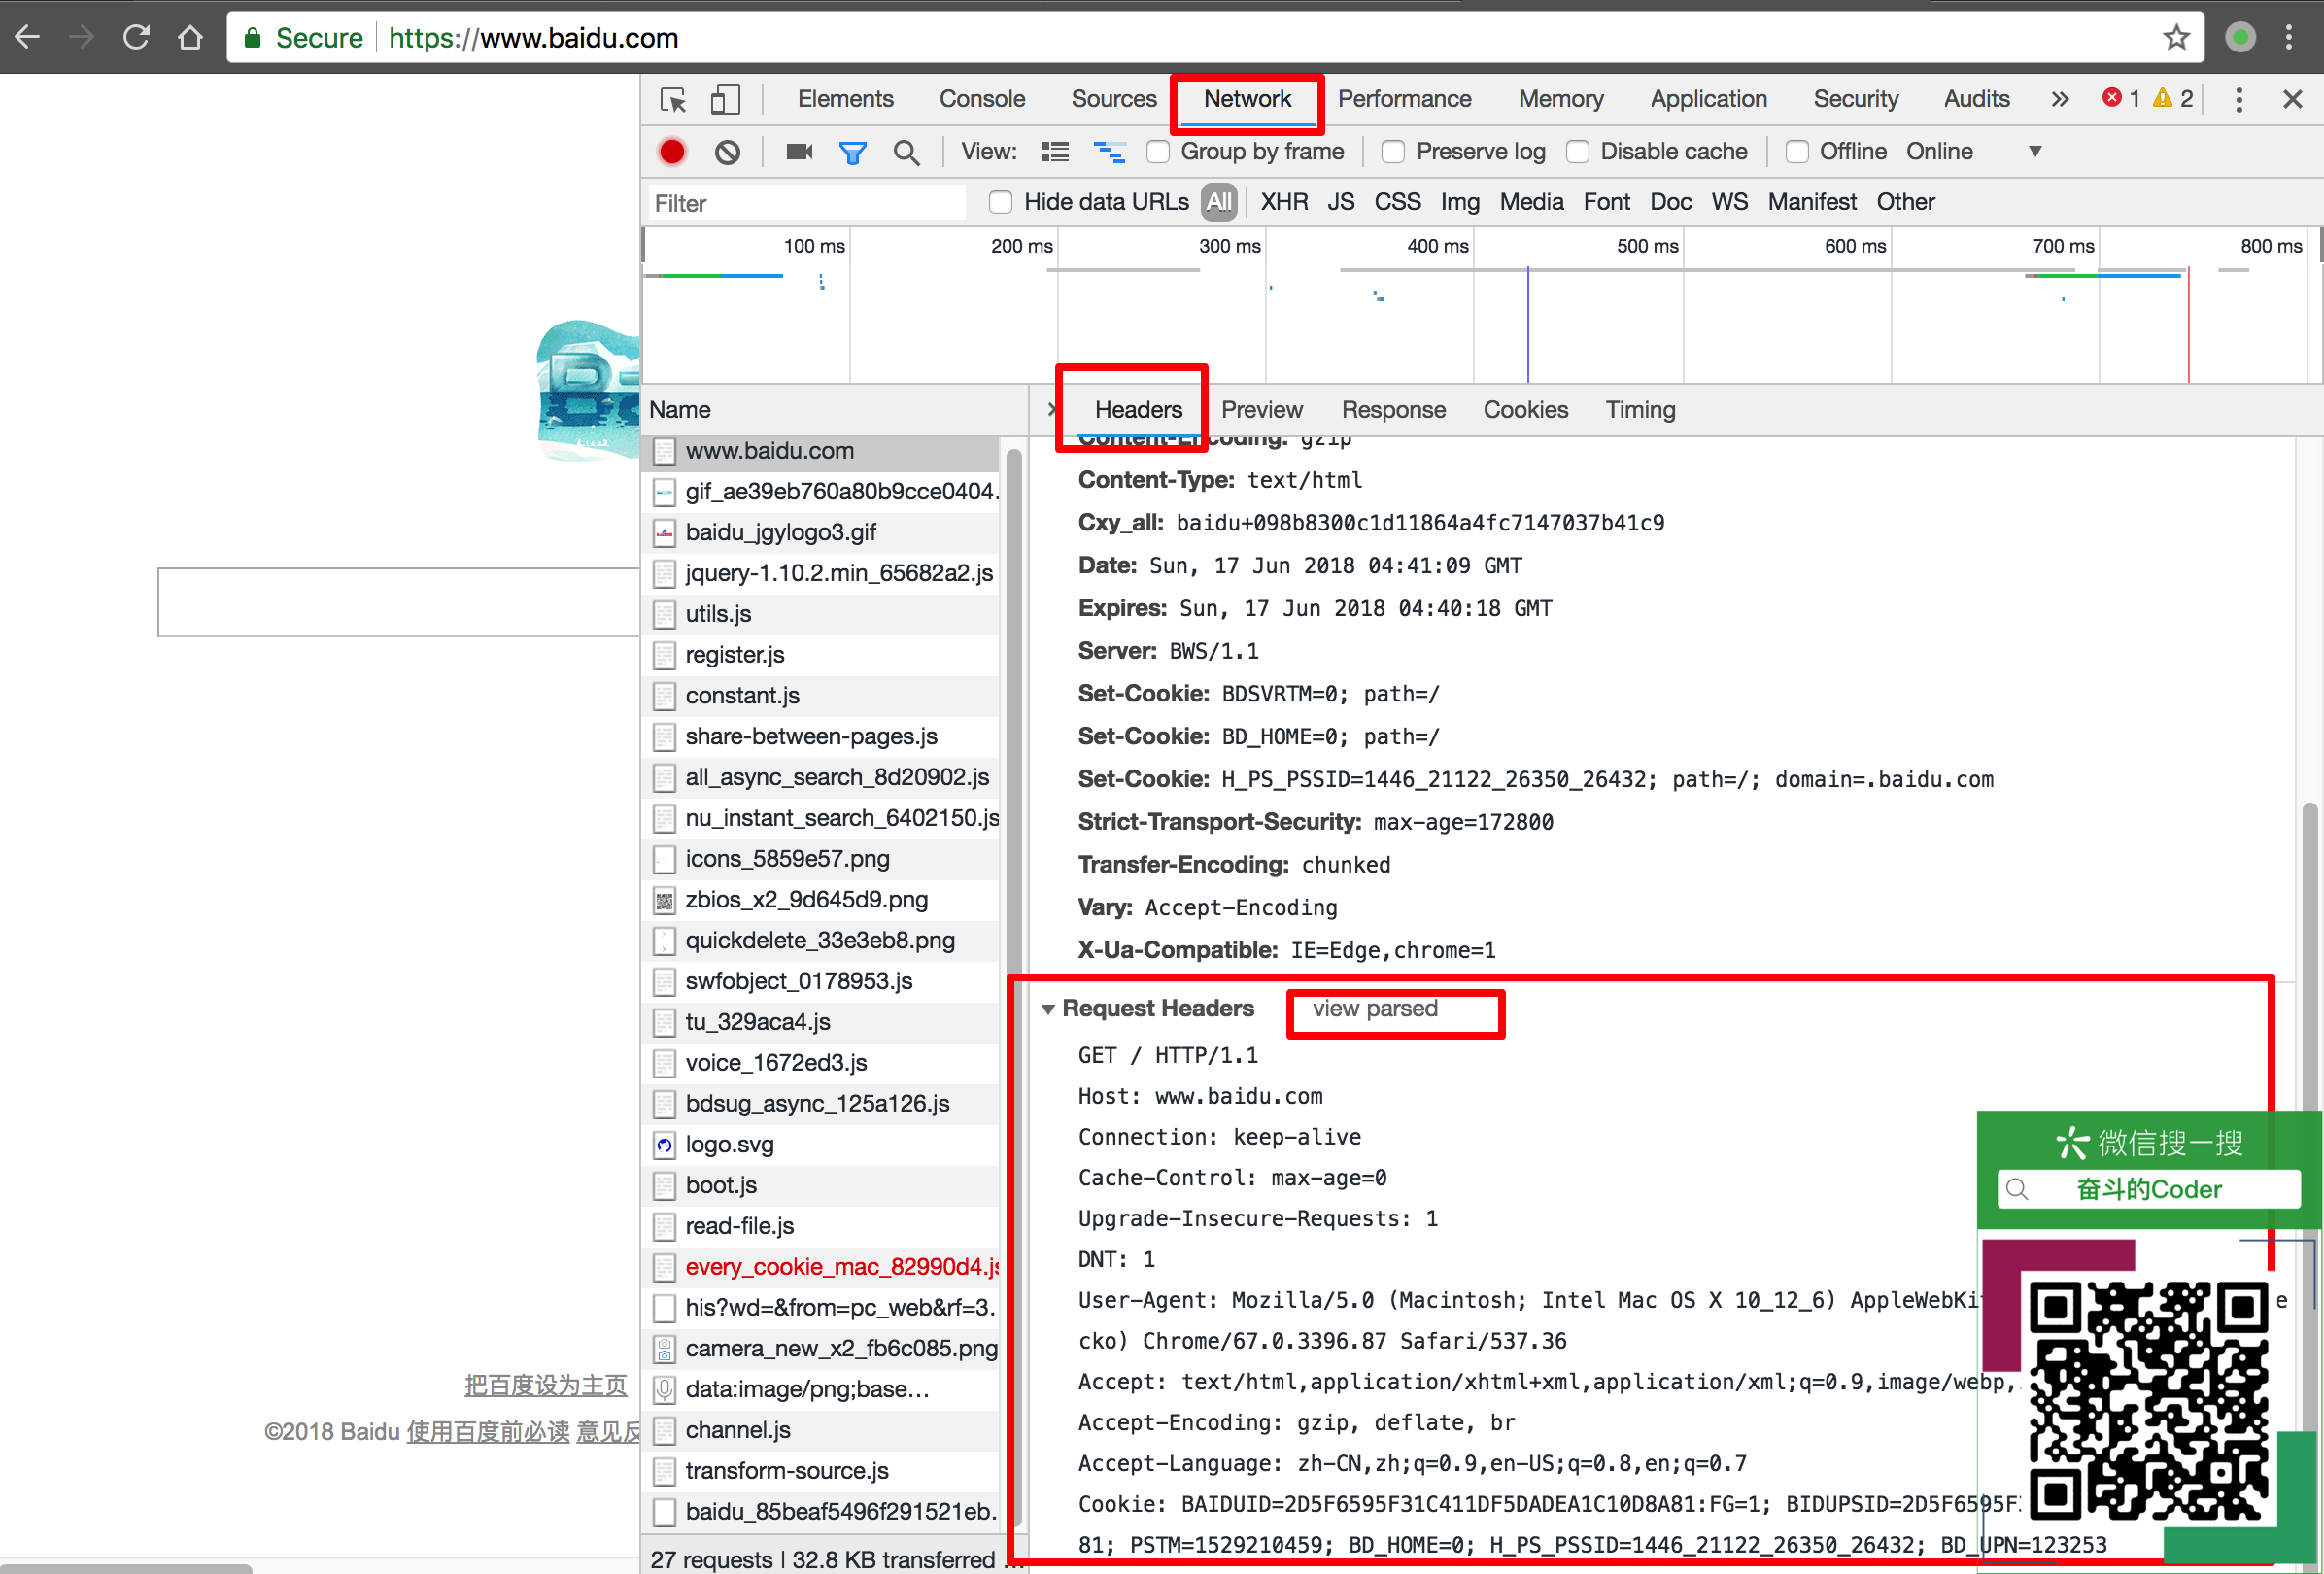 Secure https://www.baidu.com
Elements Console Sources Network Performance Memory Application Security Audits » 1 2
View: Group by frame Preserve log Disable cache Offline Online
Filter Hide data URLs All XHR JS CSS Img Media Font Doc WS Manifest Other
100 ms 200 ms 300 ms 400 ms 500 ms 600 ms 700 ms 800 ms
Name
www.baidu.com
gif_ae39eb760a80b9cce0404.
baidu_jgylogo3.gif
jquery-1.10.2.min_65682a2.js
utils.js
register.js
constant.js
share-between-pages.js
all_async_search_8d20902.js
nu_instant_search_6402150.js
icons_5859e57.png
zbios_x2_9d645d9.png
quickdelete_33e3eb8.png
swfobject_0178953.js
tu_329aca4.js
voice_1672ed3.js
bdsug_async_125a126.js
logo.svg
boot.js
read-file.js
every_cookie_mac_82990d4.js
his?wd=&from=pc_web&rf=3.
camera_new_x2_fb6c085.png
data:image/png;base…
channel.js
transform-source.js
baidu_85beaf5496f291521eb.
27 requests | 32.8 KB transferred ...
Headers Preview Response Cookies Timing
Content-Encoding: gzip
Content-Type: text/html
Cxy_all: baidu+098b8300c1d11864a4fc7147037b41c9
Date: Sun, 17 Jun 2018 04:41:09 GMT
Expires: Sun, 17 Jun 2018 04:40:18 GMT
Server: BWS/1.1
Set-Cookie: BDSVRTM=0; path=/
Set-Cookie: BD_HOME=0; path=/
Set-Cookie: H_PS_PSSID=1446_21122_26350_26432; path=/; domain=.baidu.com
Strict-Transport-Security: max-age=172800
Transfer-Encoding: chunked
Vary: Accept-Encoding
X-Ua-Compatible: IE=Edge,chrome=1
Request Headers view parsed
GET / HTTP/1.1
Host: www.baidu.com
Connection: keep-alive
Cache-Control: max-age=0
Upgrade-Insecure-Requests: 1
DNT: 1
User-Agent: Mozilla/5.0 (Macintosh; Intel Mac OS X 10_12_6) AppleWebKi
cko) Chrome/67.0.3396.87 Safari/537.36
Accept: text/html,application/xhtml+xml,application/xml;q=0.9,image/webp,
Accept-Encoding: gzip, deflate, br
Accept-Language: zh-CN,zh;q=0.9,en-US;q=0.8,en;q=0.7
Cookie: BAIDUID=2D5F6595F31C411DF5DADEA1C10D8A81:FG=1; BIDUPSID=2D5F6595F
81; PSTM=1529210459; BD_HOME=0; H_PS_PSSID=1446_21122_26350_26432; BD_UPN=123253
把百度设为主页
©2018 Baidu 使用百度前必读 意见反
微信搜一搜
奋斗的Coder